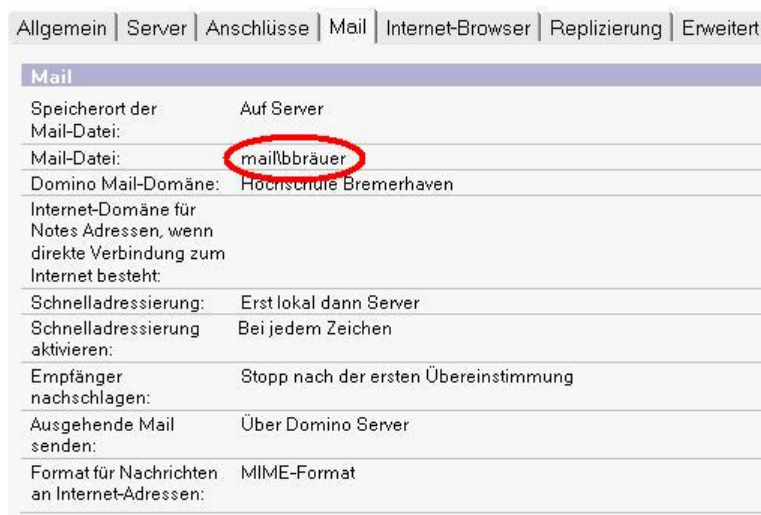 Allgemein | Server | Anschlüsse | Mail | Internet-Browser | Replizierung | Erweitert
Mail
Speicherort der Auf Server
Mail-Datei:
Mail-Datei: mail\bbräuer
Domino Mail-Domäne: Hochschule Bremerhaven
Internet-Domäne für
Notes Adressen, wenn
direkte Verbindung zum
Internet besteht:
Schnelladressierung: Erst lokal dann Server
Schnelladressierung Bei jedem Zeichen
aktivieren:
Empfänger Stopp nach der ersten Übereinstimmung
nachschlagen:
Ausgehende Mail Über Domino Server
senden:
Format für Nachrichten MIME-Format
an Internet-Adressen: